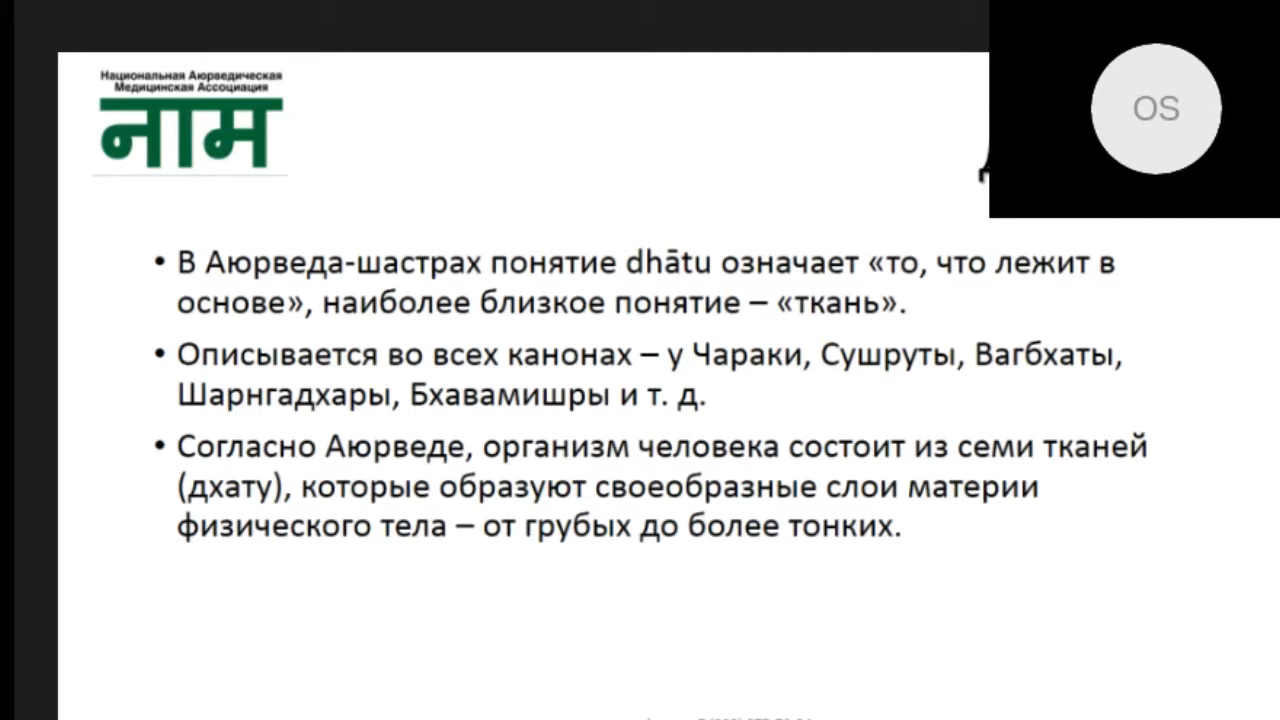 Национальная Аюрведическая
Медицинская Ассоциация
नाम
OS
• В Аюрведа-шастрах понятие dhātu означает «то, что лежит в
основе», наиболее близкое понятие – «ткань».
• Описывается во всех канонах – у Чараки, Сушруты, Вагбхаты,
Шарнгадхары, Бхавамишры и т. д.
• Согласно Аюрведе, организм человека состоит из семи тканей
(дхату), которые образуют своеобразные слои материи
физического тела – от грубых до более тонких.